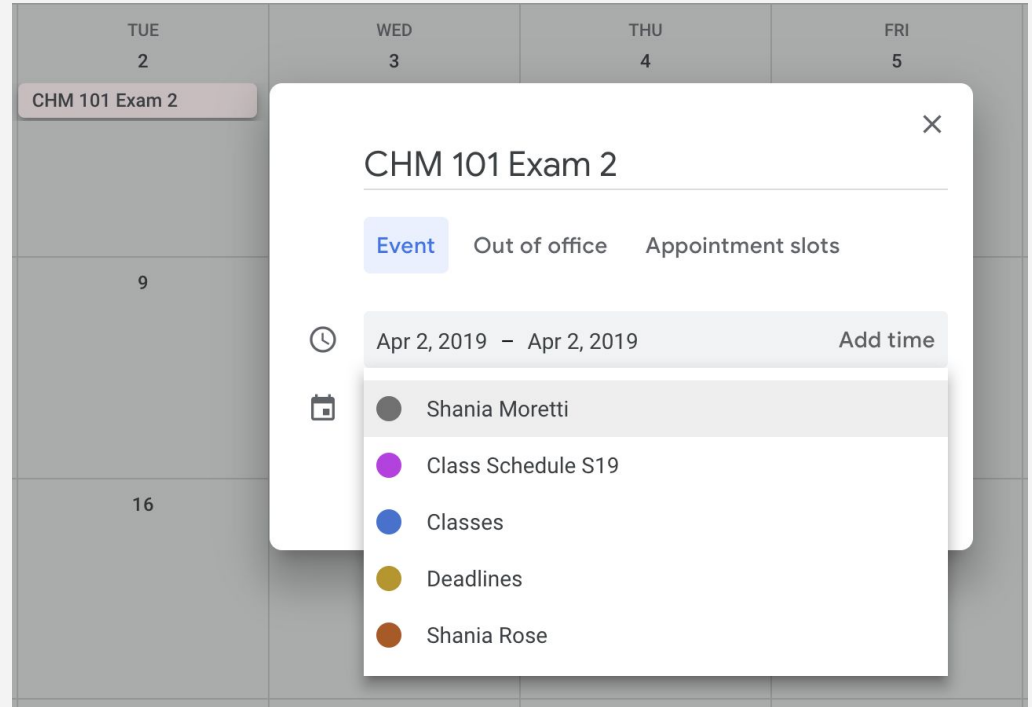 TUE WED THU FRI
2 3 4 5
CHM 101 Exam 2
CHM 101 Exam 2
Event Out of office Appointment slots
9
Apr 2, 2019 – Apr 2, 2019 Add time
Shania Moretti
Class Schedule S19
16
Classes
Deadlines
Shania Rose